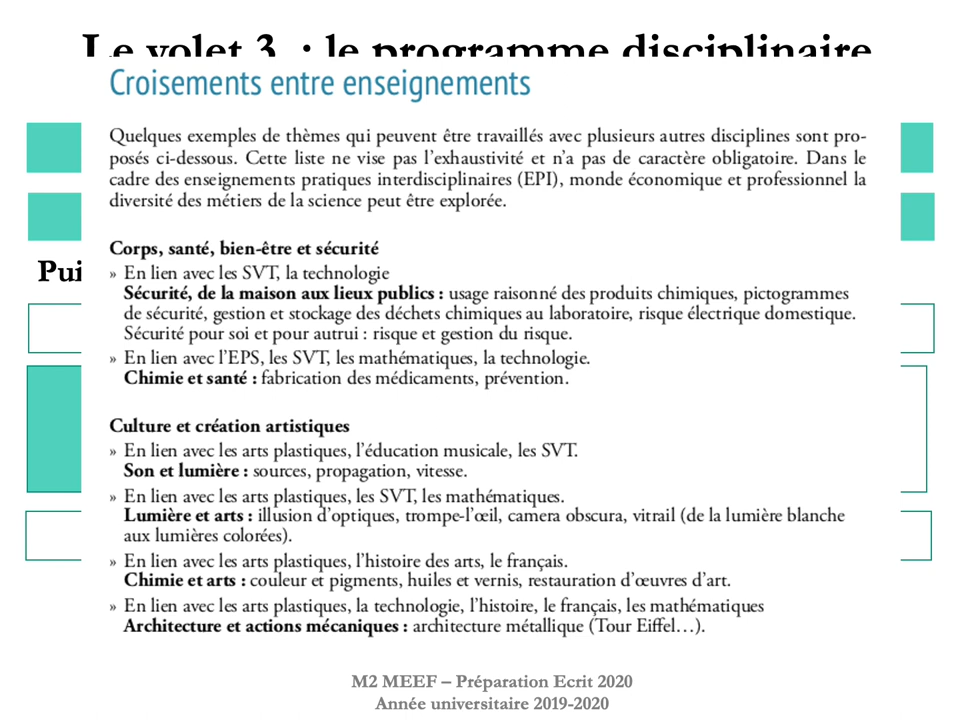 Le volet 3 : le programme disciplinaire
Croisements entre enseignements
Quelques exemples de thèmes qui peuvent être travaillés avec plusieurs autres disciplines sont pro-
posés ci-dessous. Cette liste ne vise pas l’exhaustivité et n’a pas de caractère obligatoire. Dans le
cadre des enseignements pratiques interdisciplinaires (EPI), monde économique et professionnel la
diversité des métiers de la science peut être explorée.
Corps, santé, bien-être et sécurité
» En lien avec les SVT, la technologie
Pui
Sécurité, de la maison aux lieux publics : usage raisonné des produits chimiques, pictogrammes
de sécurité, gestion et stockage des déchets chimiques au laboratoire, risque électrique domestique.
Sécurité pour soi et pour autrui : risque et gestion du risque.
» En lien avec l’EPS, les SVT, les mathématiques, la technologie.
Chimie et santé : fabrication des médicaments, prévention.
Culture et création artistiques
» En lien avec les arts plastiques, l’éducation musicale, les SVT.
Son et lumière : sources, propagation, vitesse.
» En lien avec les arts plastiques, les SVT, les mathématiques.
Lumière et arts : illusion d’optiques, trompe-l’œil, camera obscura, vitrail (de la lumière blanche
aux lumières colorées).
» En lien avec les arts plastiques, l’histoire des arts, le français.
Chimie et arts : couleur et pigments, huiles et vernis, restauration d’œuvres d’art.
» En lien avec les arts plastiques, la technologie, l’histoire, le français, les mathématiques
Architecture et actions mécaniques : architecture métallique (Tour Eiffel…).
M2 MEEF – Préparation Ecrit 2020
Année universitaire 2019-2020